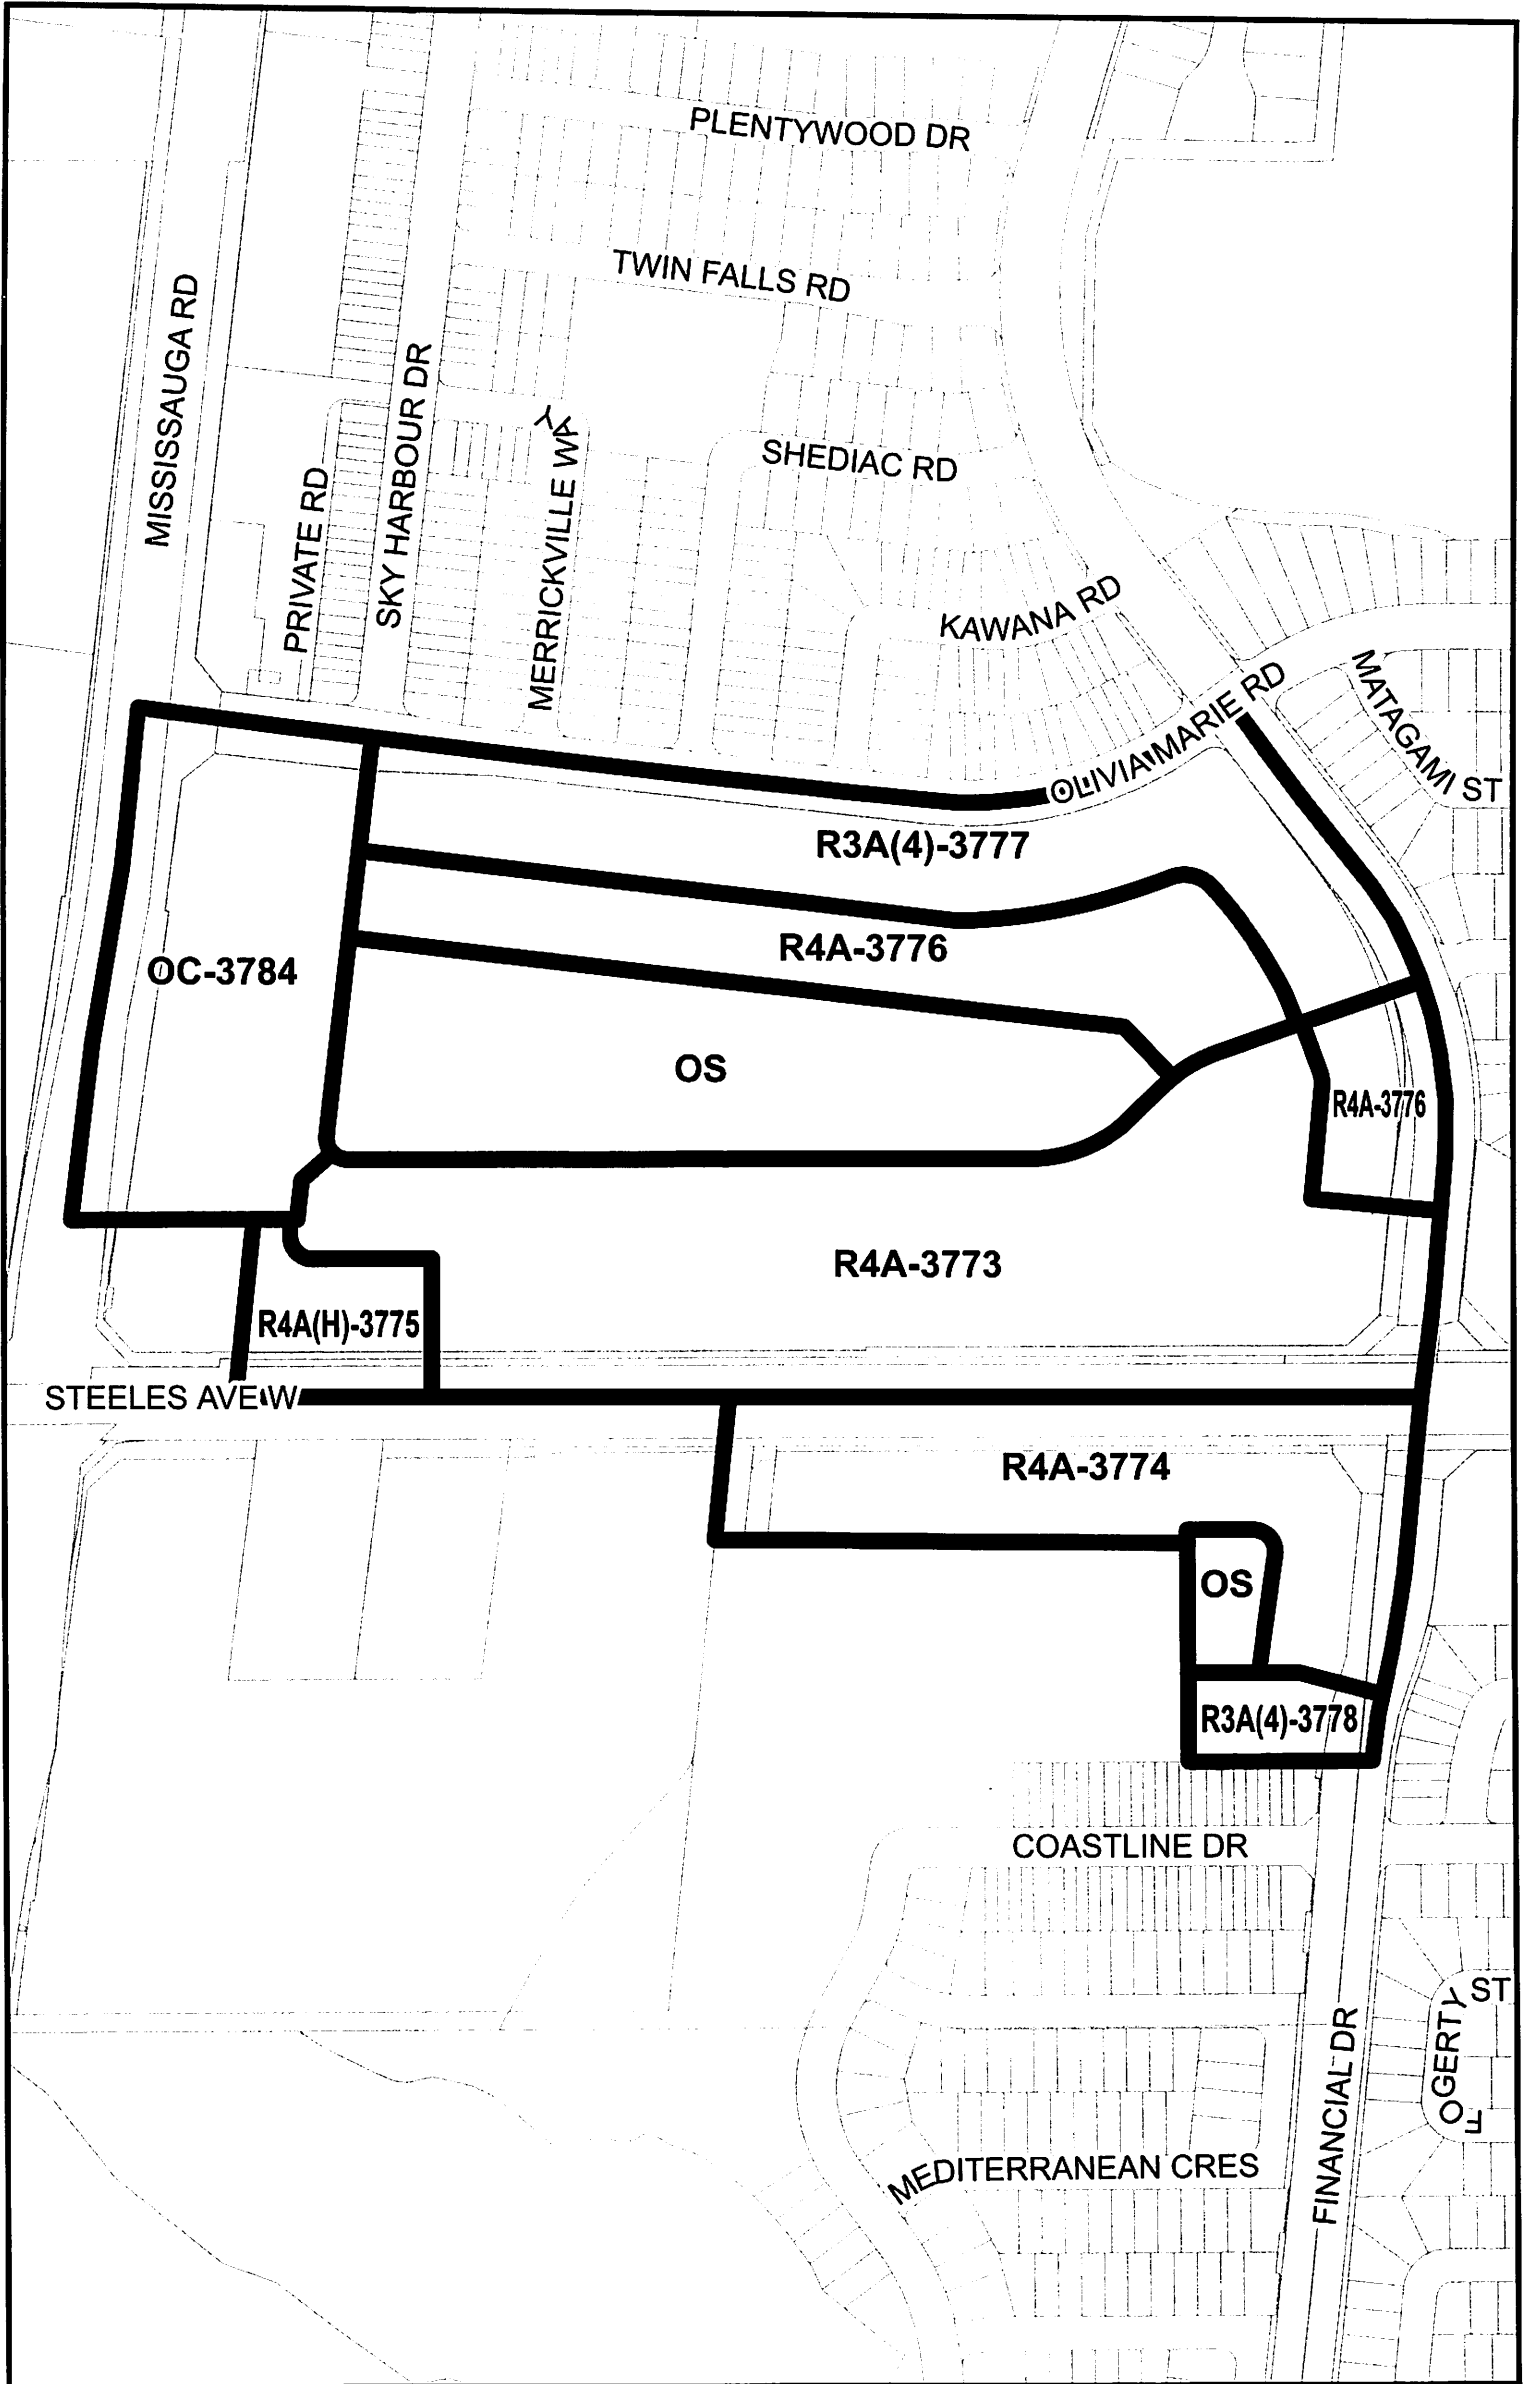 PLENTYWOOD DR
TWIN FALLS RD
MISSISSAUGA RD
SKY HARBOUR DR
PRIVATE RD
MERRICKVILLE WAY
SHEDIAC RD
KAWANA RD
OLIVIA MARIE RD
MATAGAMI ST
R3A(4)-3777
R4A-3776
OC-3784
OS
R4A-3776
R4A-3773
R4A(H)-3775
STEELES AVE W
R4A-3774
OS
R3A(4)-3778
COASTLINE DR
FOGERTY ST
FINANCIAL DR
MEDITERRANEAN CRES